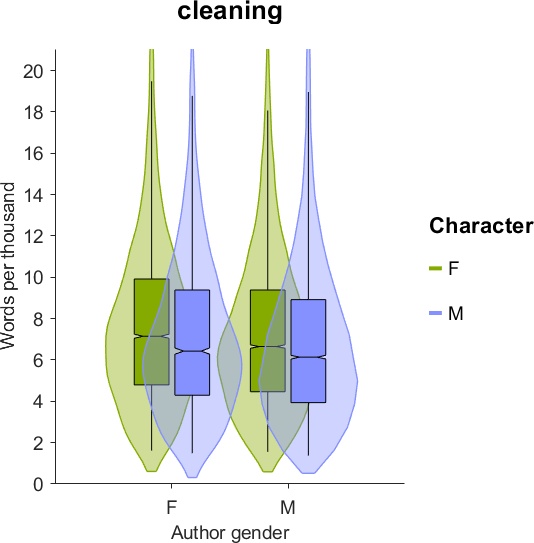 cleaning
Words per thousand
20
18
16
14
12
10
8
6
4
2
0
F
M
Author gender
Character
F
M